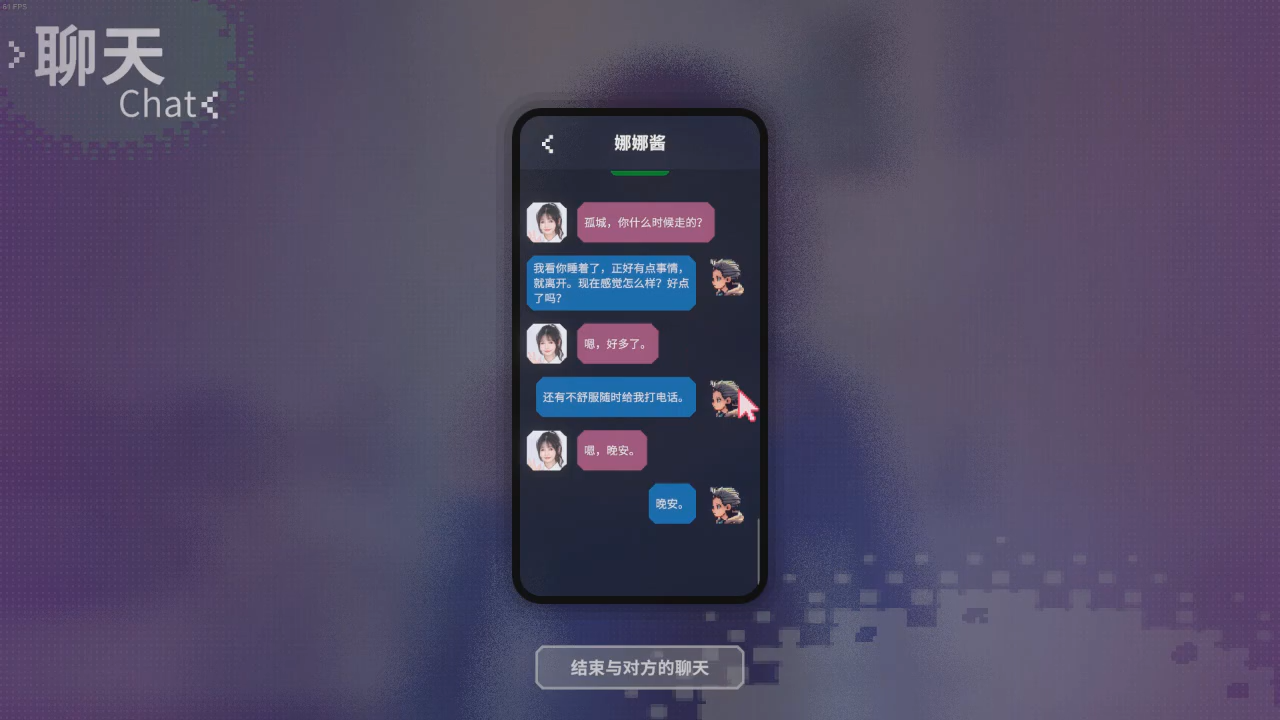 61 FPS
聊天
Chat
娜娜酱
孤城，你什么时候走的？
我看你睡着了，正好有点事情，
就离开。现在感觉怎么样？好点
了吗？
嗯，好多了。
还有不舒服随时给我打电话。
嗯，晚安。
晚安。
结束与对方的聊天